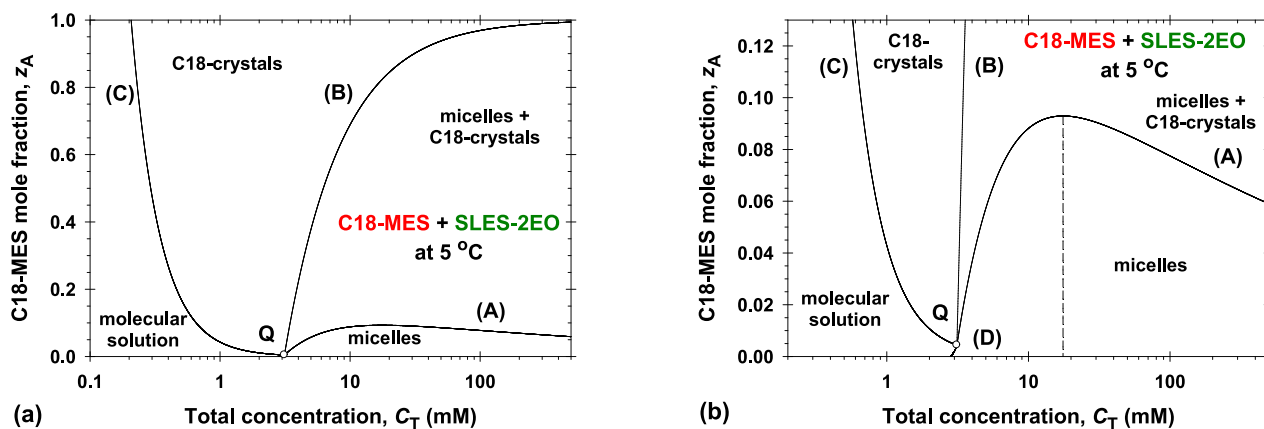 C18-MES mole fraction, z_A
1.0
0.8
0.6
0.4
0.2
0.0
C18-crystals
(C)
(B)
micelles +
C18-crystals
C18-MES + SLES-2EO
at 5 °C
molecular
solution
Q
(A)
micelles
0.1
1
10
100
Total concentration, C_T (mM)
(a)
C18-MES mole fraction, z_A
0.12
0.10
0.08
0.06
0.04
0.02
0.00
C18-
crystals
(C)
(B)
C18-MES + SLES-2EO
at 5 °C
micelles +
C18-crystals
(A)
micelles
molecular
solution
Q
(D)
1
10
100
Total concentration, C_T (mM)
(b)